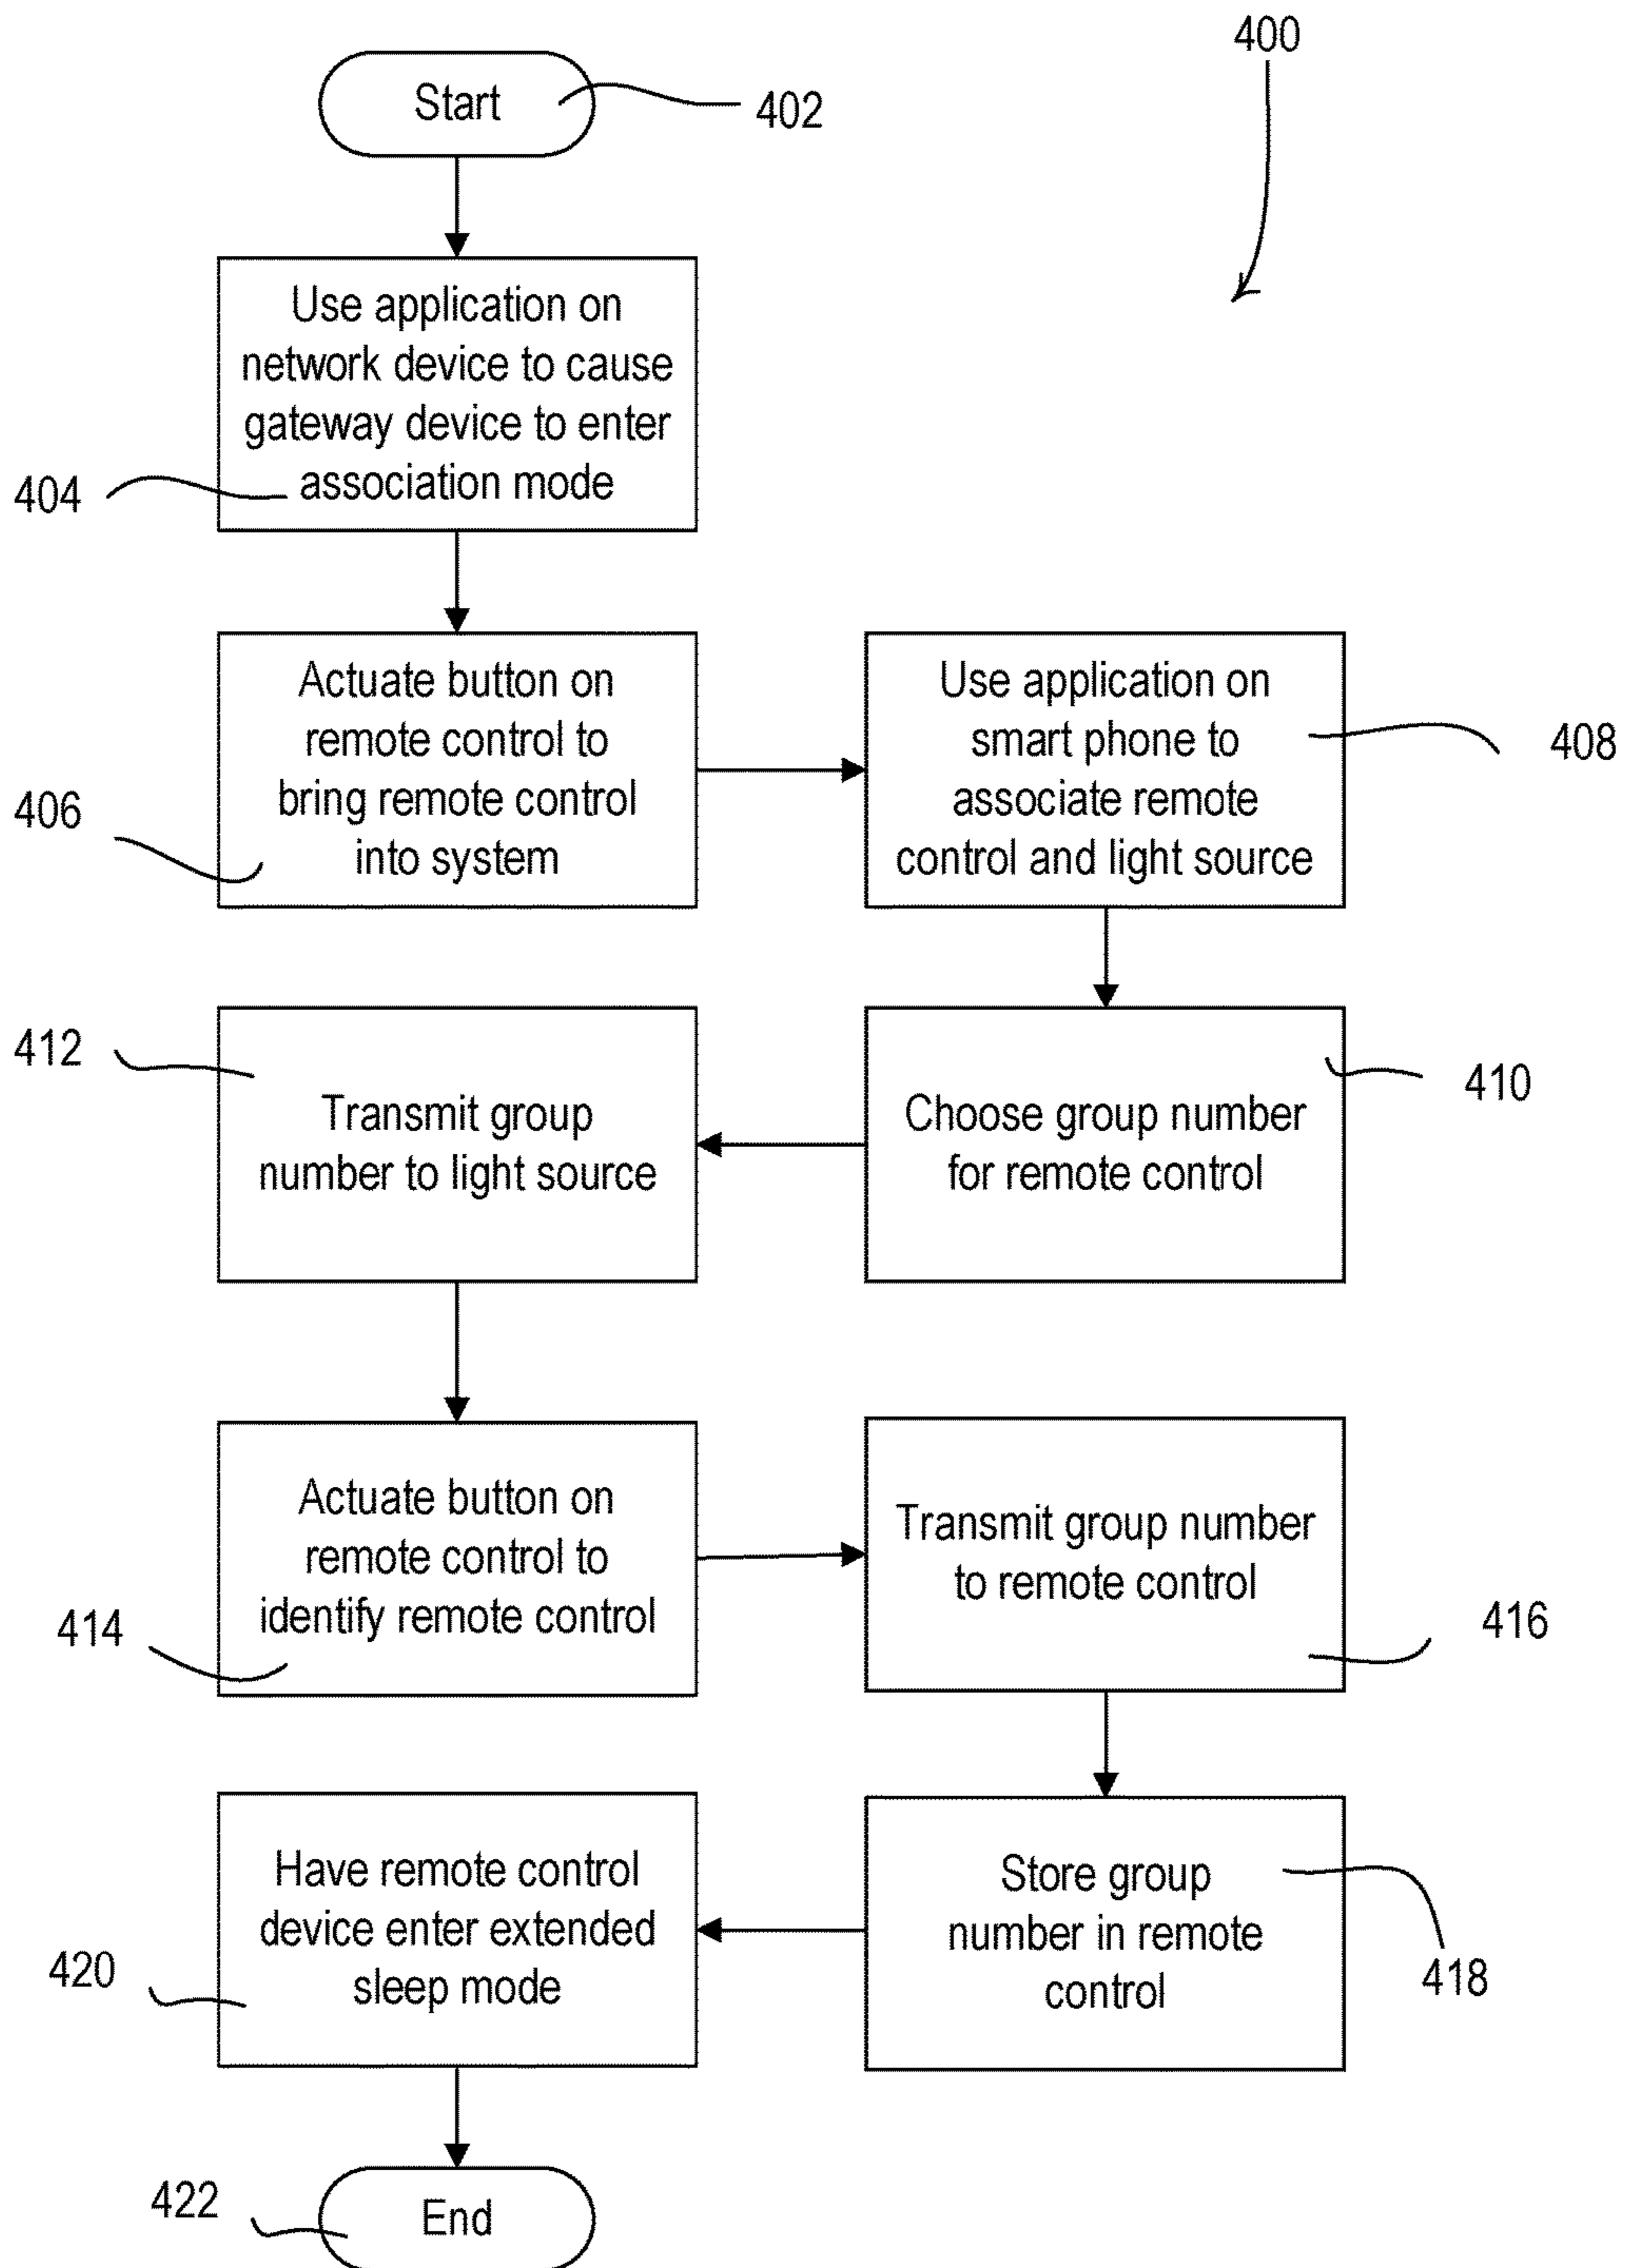 400
Start
402
Use application on
network device to cause
gateway device to enter
association mode
404
Actuate button on
remote control to
bring remote control
into system
406
Use application on
smart phone to
associate remote
control and light source
408
Choose group number
for remote control
410
412
Transmit group
number to light source
Actuate button on
remote control to
identify remote control
414
Transmit group number
to remote control
416
Store group
number in remote
control
418
Have remote control
device enter extended
sleep mode
420
422
End